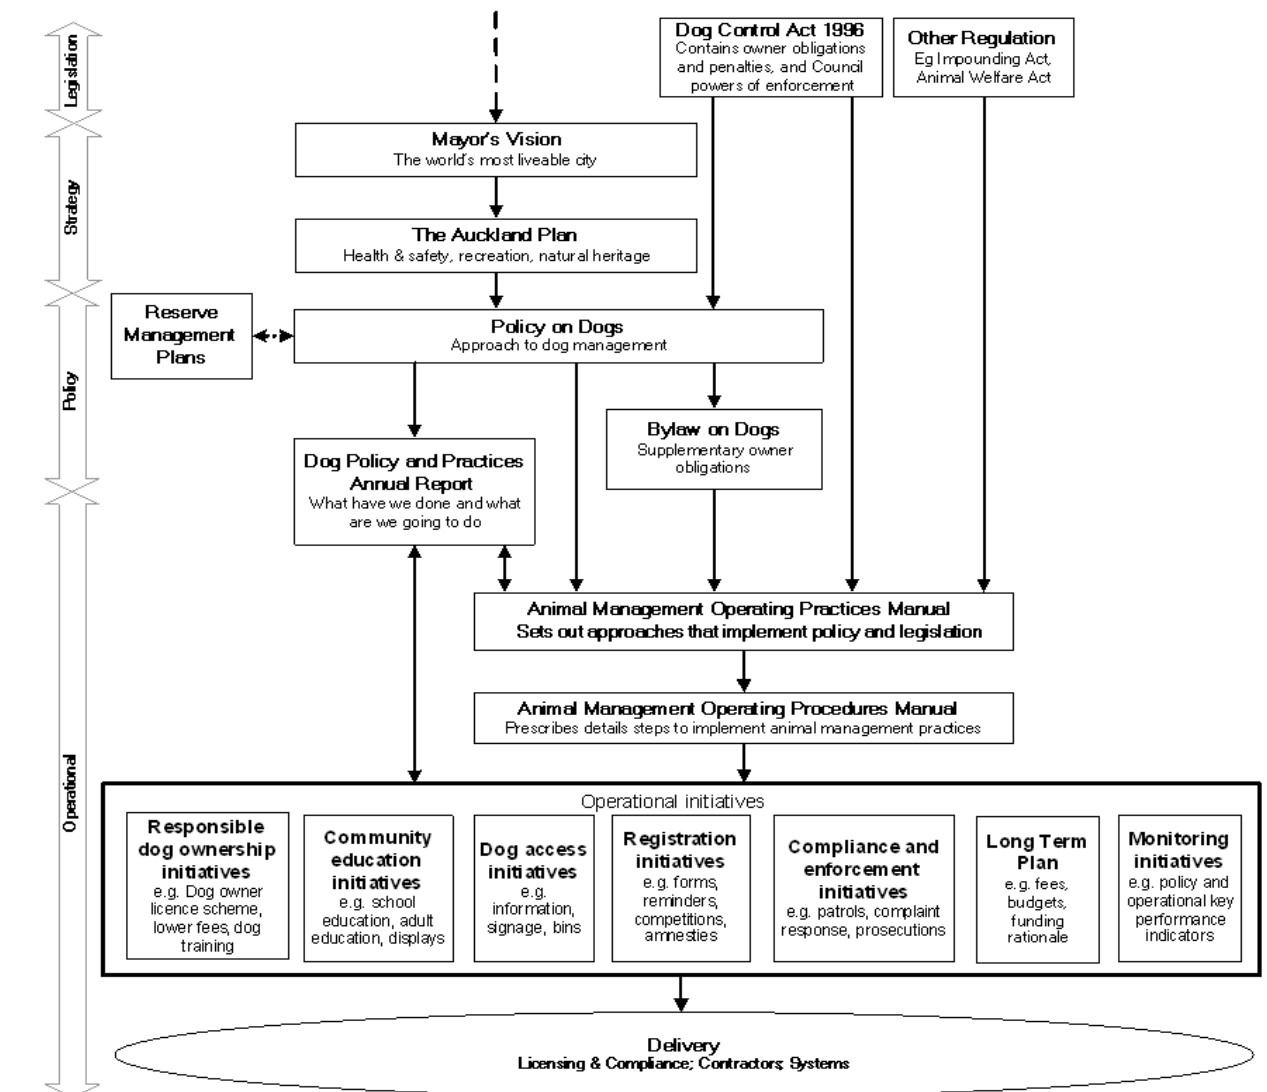 Legislation
Dog Control Act 1996
Contains owner obligations
and penalties, and Council
powers of enforcement
Other Regulation
Eg Impounding Act,
Animal Welfare Act
Strategy
Mayor's Vision
The world's most liveable city
The Auckland Plan
Health & safety, recreation, natural heritage
Policy
Reserve
Management
Plans
Policy on Dogs
Approach to dog management
Bylaw on Dogs
Supplementary owner
obligations
Dog Policy and Practices
Annual Report
What have we done and what
are we going to do
Operational
Animal Management Operating Practices Manual
Sets out approaches that implement policy and legislation
Animal Management Operating Procedures Manual
Prescribes details steps to implement animal management practices
Operational initiatives
Responsible
dog ownership
initiatives
e.g. Dog owner
licence scheme,
lower fees, dog
training
Community
education
initiatives
e.g. school
education, adult
education, displays
Dog access
initiatives
e.g.
information,
signage, bins
Registration
initiatives
e.g. forms,
reminders,
competitions,
amnesties
Compliance and
enforcement
initiatives
e.g. patrols, complaint
response, prosecutions
Long Term
Plan
e.g. fees,
budgets,
funding
rationale
Monitoring
initiatives
e.g. policy and
operational key
performance
indicators
Delivery
Licensing & Compliance; Contractors; Systems